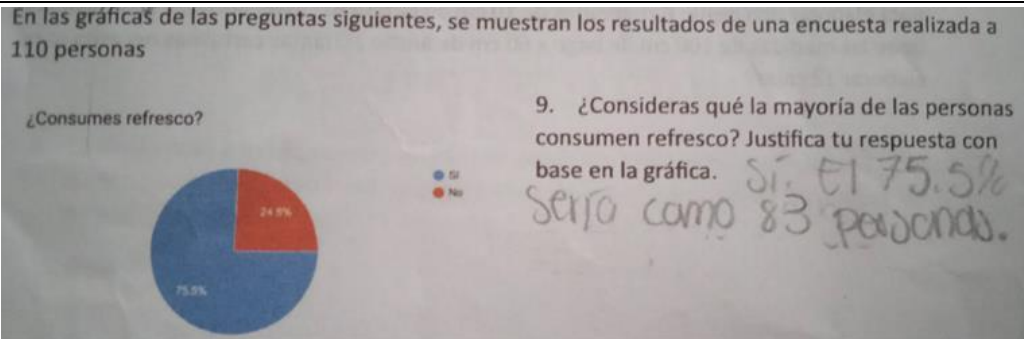 En las gráficas de las preguntas siguientes, se muestran los resultados de una encuesta realizada a
110 personas
¿Consumes refresco?
Si
No
24.5%
75.5%
9. ¿Consideras qué la mayoría de las personas
consumen refresco? Justifica tu respuesta con
base en la gráfica. Sí. El 75.5%
Sería como 83 personas.